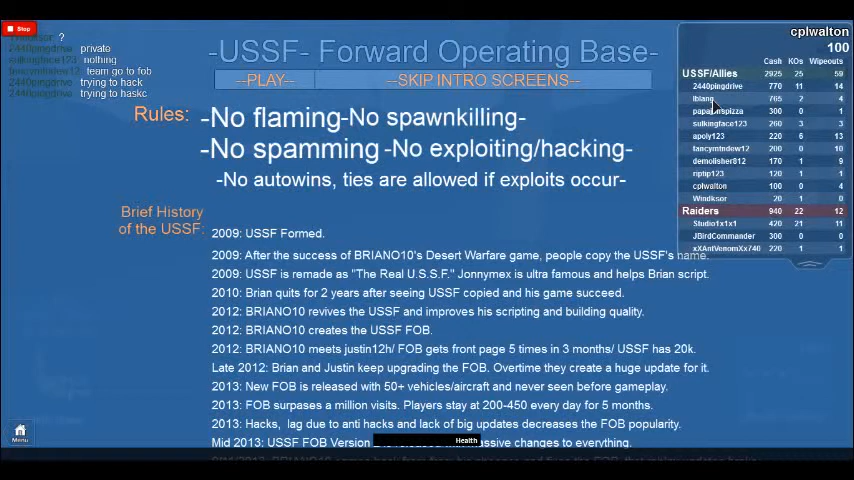 Stop
?
2440pingdrive private
sulkingface123 nothing
tancymtndew12 team go to fob
2440pingdrive trying to hack
2440pingdrive trying to haskc
-USSF- Forward Operating Base-
--PLAY--
--SKIP INTRO SCREENS--
Rules:
-No flaming-No spawnkilling-
-No spamming -No exploiting/hacking-
-No autowins, ties are allowed if exploits occur-
Brief History
of the USSF:
2009: USSF Formed.
2009: After the success of BRIANO10's Desert Warfare game, people copy the USSF's name.
2009: USSF is remade as "The Real U.S.S.F." Jonnymex is ultra famous and helps Brian script.
2010: Brian quits for 2 years after seeing USSF copied and his game succeed.
2012: BRIANO10 revives the USSF and improves his scripting and building quality.
2012: BRIANO10 creates the USSF FOB.
2012: BRIANO10 meets justin12h/ FOB gets front page 5 times in 3 months/ USSF has 20k.
Late 2012: Brian and Justin keep upgrading the FOB. Overtime they create a huge update for it.
2013: New FOB is released with 50+ vehicles/aircraft and never seen before gameplay.
2013: FOB surpases a million visits. Players stay at 200-450 every day for 5 months.
2013: Hacks, lag due to anti hacks and lack of big updates decreases the FOB popularity.
Mid 2013: USSF FOB Version massive changes to everything.
Health
Menu
cplwalton
100
Cash KOs Wipeouts
USSF/Allies 2925 25 59
2440pingdrive 770 11 14
765 2 4
300 0 1
sulkingface123 260 3 3
apoly123 220 6 13
tancymtndew12 200 0 10
demolisher812 170 1 9
riptip123 120 1 1
cplwalton 100 0 4
Windksor 20 1 0
Raiders 940 22 12
Studio1x1x1 420 21 11
JBirdCommander 300 0 0
xXAntVenomXx740 220 1 1